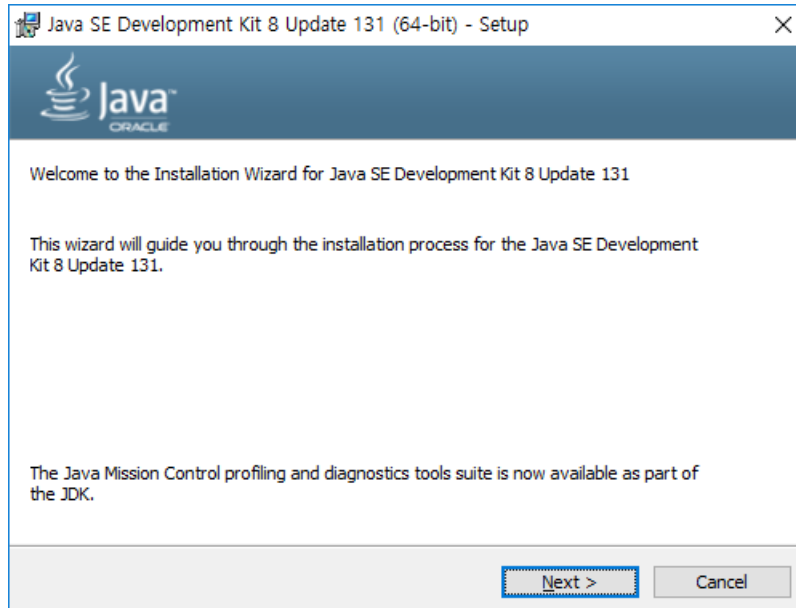 Java SE Development Kit 8 Update 131 (64-bit) - Setup
Java™
ORACLE
Welcome to the Installation Wizard for Java SE Development Kit 8 Update 131
This wizard will guide you through the installation process for the Java SE Development
Kit 8 Update 131.
The Java Mission Control profiling and diagnostics tools suite is now available as part of
the JDK.
Next >
Cancel